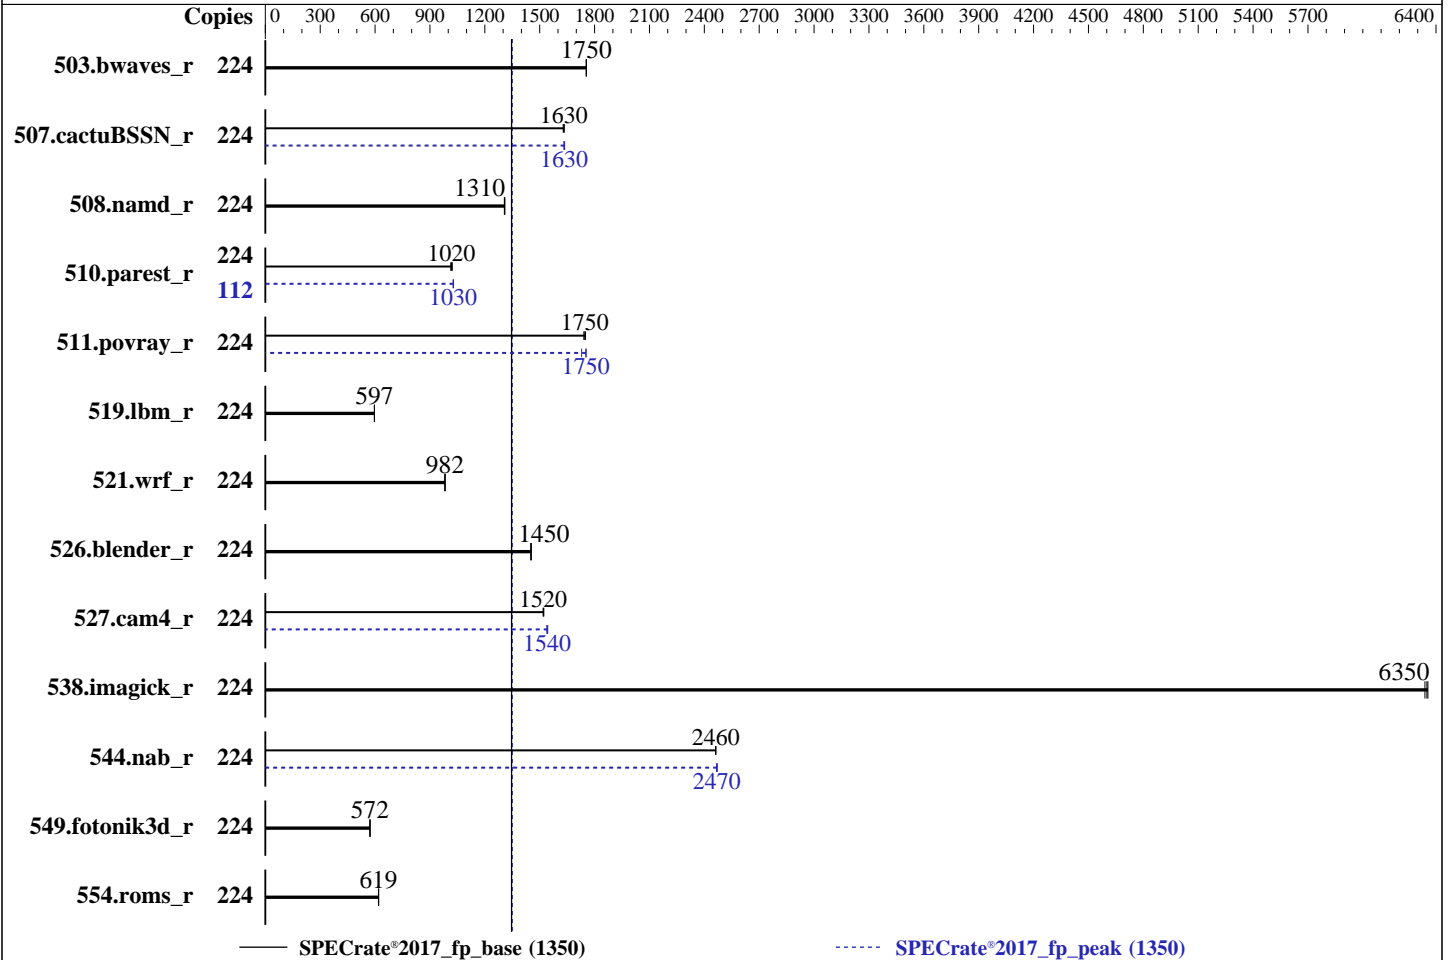 Copies 0 300 600 900 1200 1500 1800 2100 2400 2700 3000 3300 3600 3900 4200 4500 4800 5100 5400 5700 6400
503.bwaves_r 224 1750
507.cactuBSSN_r 224 1630
1630
508.namd_r 224 1310
510.parest_r 224 1020
112 1030
511.povray_r 224 1750
1750
519.lbm_r 224 597
521.wrf_r 224 982
526.blender_r 224 1450
527.cam4_r 224 1520
1540
538.imagick_r 224 6350
544.nab_r 224 2460
2470
549.fotonik3d_r 224 572
554.roms_r 224 619
SPECrate®2017_fp_base (1350) SPECrate®2017_fp_peak (1350)